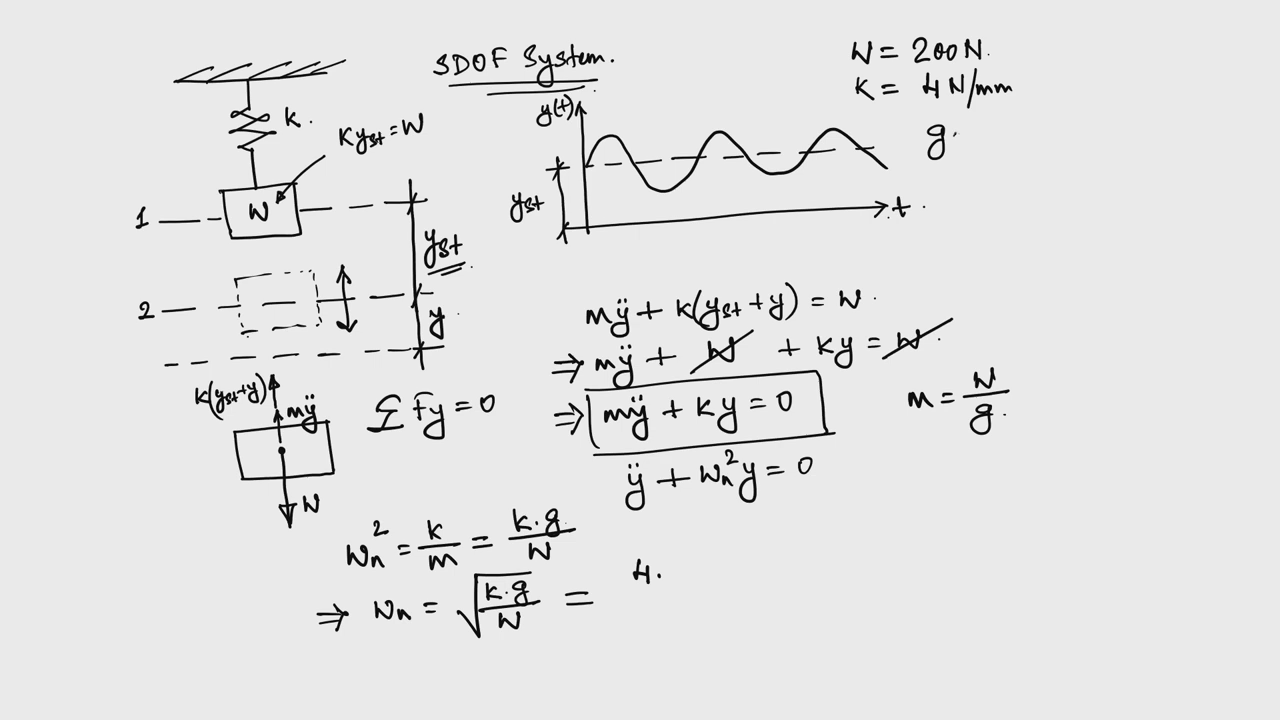 SDOF System.
W = 200N.
K = 4 N/mm
g.
k.
Kyst = W
y(t)
yst
t
1
W
yst
2
y
mÿ + K(yst + y) = W.
⇒ mÿ + W + Ky = W.
K(yst+y)
mÿ
W
ΣFy = 0
⇒ mÿ + Ky = 0
m = W/g.
ÿ + ωn²y = 0
ωn² = k/m = k.g/W
⇒ ωn = √(k.g/W) = 4.